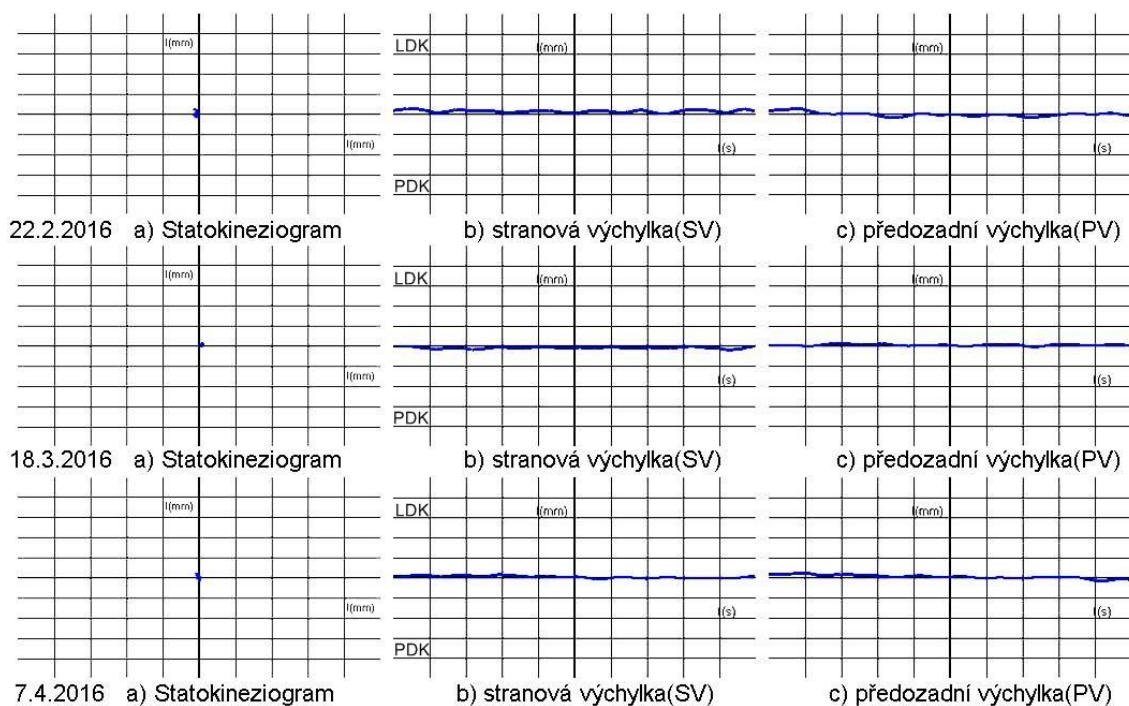 l(mm)
l(mm)
LDK
l(mm)
l(s)
PDK
l(mm)
l(s)
22.2.2016 a) Statokineziogram b) stranová výchylka(SV) c) předozadní výchylka(PV)
l(mm)
l(mm)
LDK
l(mm)
l(s)
PDK
l(mm)
l(s)
18.3.2016 a) Statokineziogram b) stranová výchylka(SV) c) předozadní výchylka(PV)
l(mm)
l(mm)
LDK
l(mm)
l(s)
PDK
l(mm)
l(s)
7.4.2016 a) Statokineziogram b) stranová výchylka(SV) c) předozadní výchylka(PV)